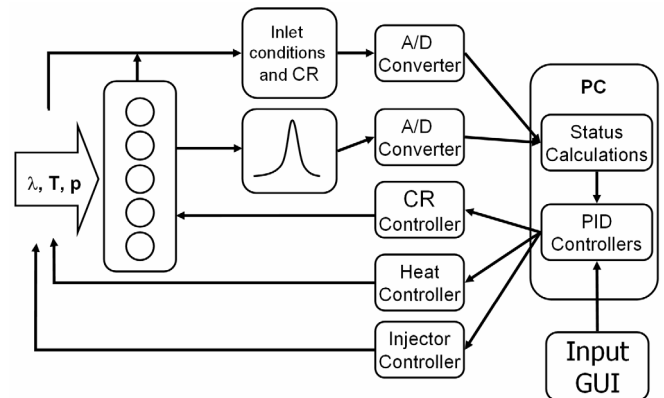 Inlet
conditions
and CR
A/D
Converter
PC
A/D
Converter
Status
Calculations
λ, T, p
CR
Controller
PID
Controllers
Heat
Controller
Injector
Controller
Input
GUI